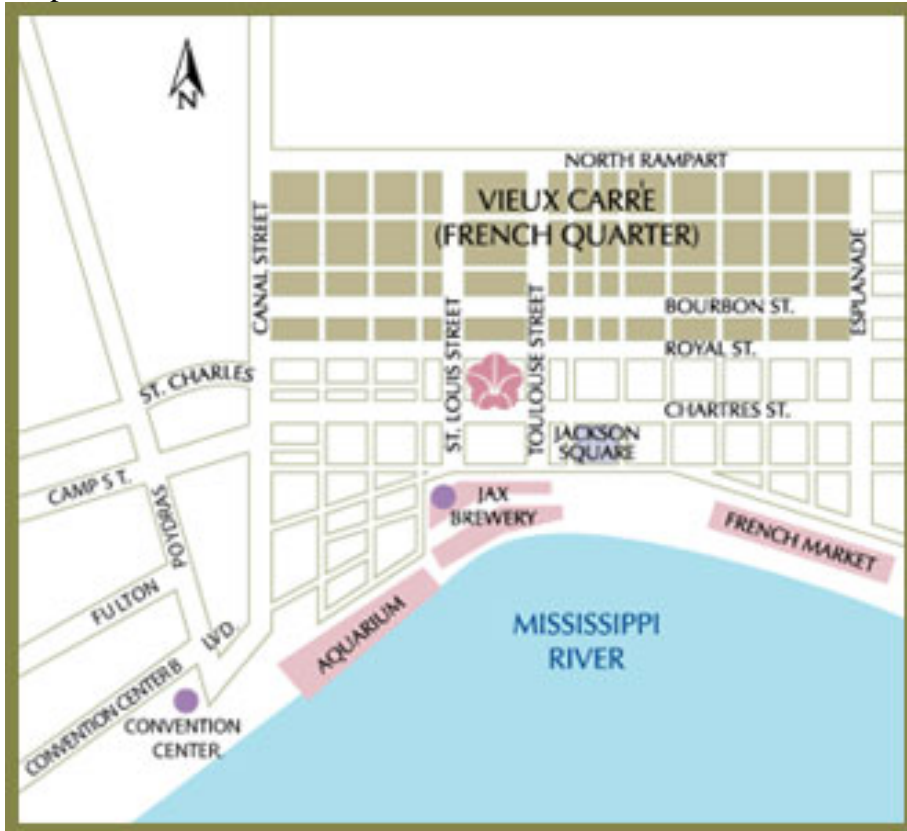 N
NORTH RAMPART
VIEUX CARRE
(FRENCH QUARTER)
CANAL STREET
ESPLANADE
BOURBON ST.
ST. LOUIS STREET
TOULOUSE STREET
ROYAL ST.
ST. CHARLES
CHARTRES ST.
JACKSON
SQUARE
CAMP ST.
POYDRAS
JAX
BREWERY
FRENCH MARKET
FULTON
AQUARIUM
MISSISSIPPI
RIVER
CONVENTION CENTER B
LVD
CONVENTION
CENTER